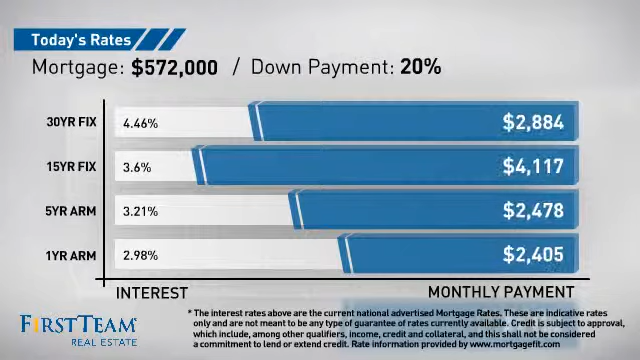 Today's Rates
Mortgage: $572,000 / Down Payment: 20%
30YR FIX 4.46% $2,884
15YR FIX 3.6% $4,117
5YR ARM 3.21% $2,478
1YR ARM 2.98% $2,405
INTEREST MONTHLY PAYMENT
* The interest rates above are the current national advertised Mortgage Rates. These are indicative rates
only and are not meant to be any type of guarantee of rates currently available. Credit is subject to approval,
which include, among other qualifiers, income, credit and collateral, and this shall not be considered
a commitment to lend or extend credit. Rate information provided by www.mortgagefit.com
FIRSTTEAM®
REAL ESTATE